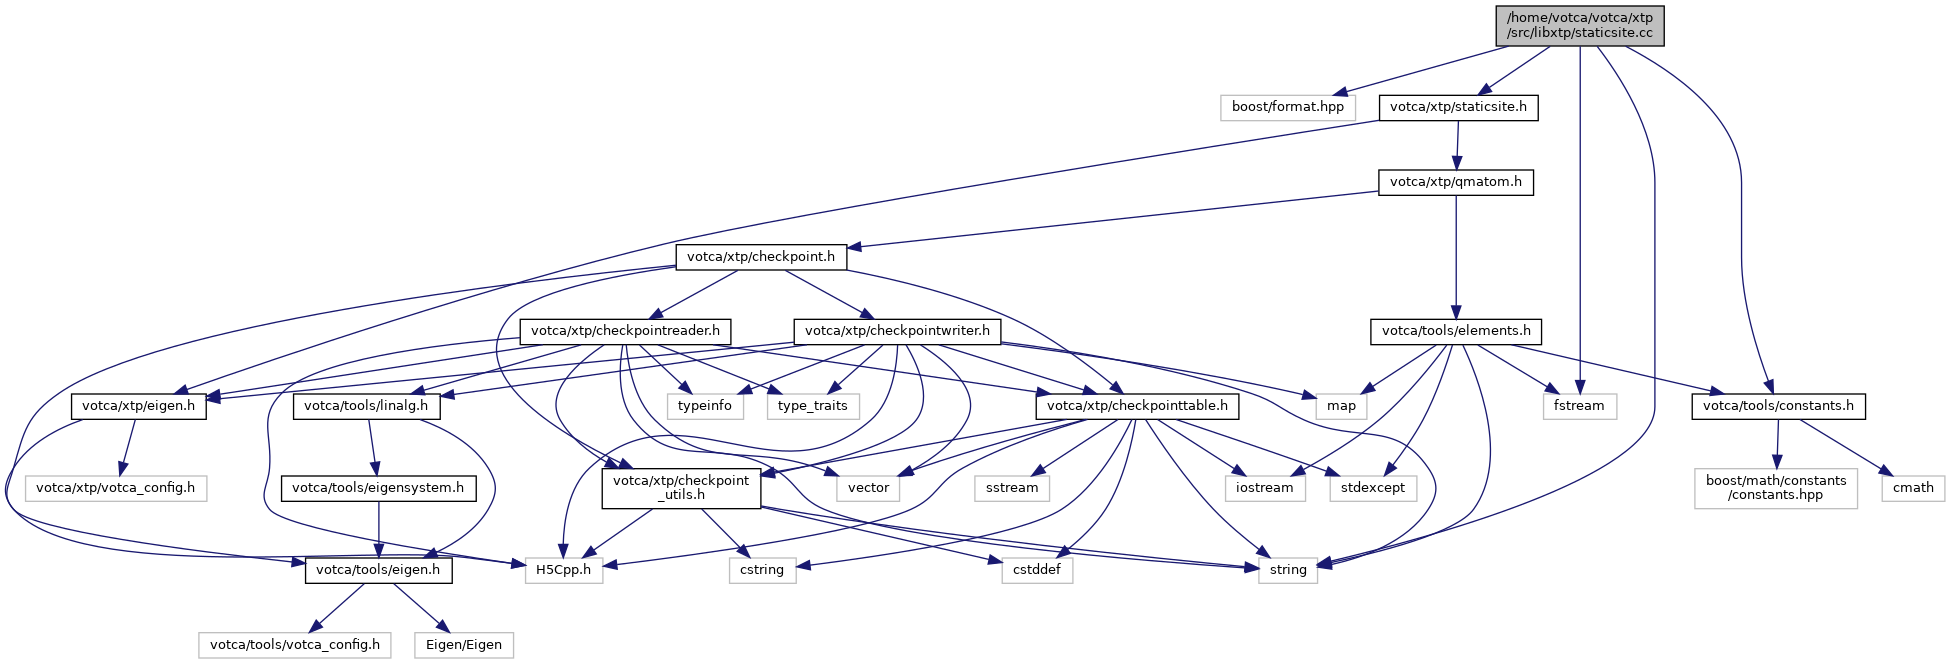 /home/votca/votca/xtp
/src/libxtp/staticsite.cc
boost/format.hpp
votca/xtp/staticsite.h
votca/xtp/qmatom.h
votca/xtp/checkpoint.h
votca/xtp/checkpointreader.h
votca/xtp/checkpointwriter.h
votca/tools/elements.h
votca/xtp/eigen.h
votca/tools/linalg.h
typeinfo
type_traits
votca/xtp/checkpointtable.h
map
fstream
votca/tools/constants.h
votca/xtp/votca_config.h
votca/tools/eigensystem.h
votca/xtp/checkpoint
_utils.h
vector
sstream
iostream
stdexcept
boost/math/constants
/constants.hpp
cmath
votca/tools/eigen.h
H5Cpp.h
cstring
cstddef
string
votca/tools/votca_config.h
Eigen/Eigen